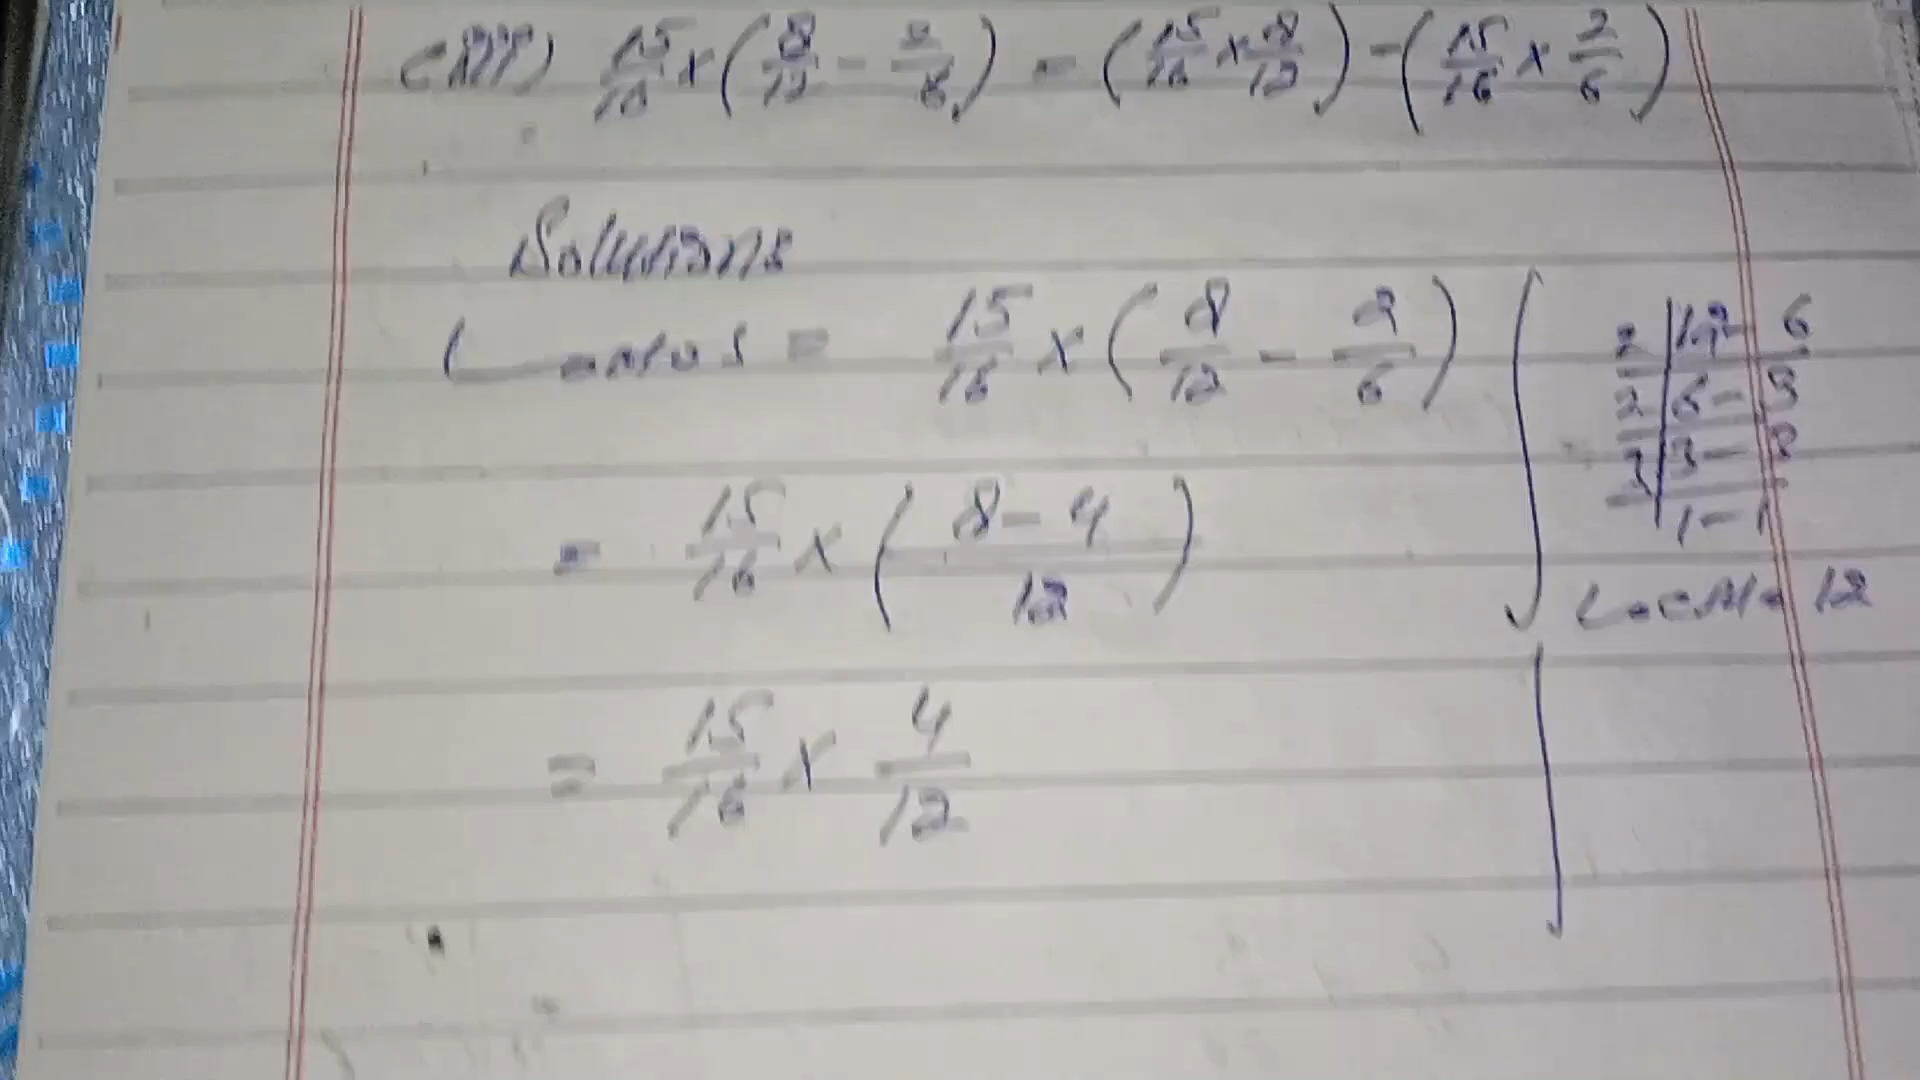 (iii) 15/16 × (8/12 - 2/6) = (15/16 × 8/12) - (15/16 × 2/6)
Solution:
L.H.S = 15/16 × (8/12 - 2/6)
= 15/16 × (8 - 4 / 12)
= 15/16 × 4/12
2 | 12 - 6
2 | 6 - 3
3 | 3 - 3
1 - 1
L.C.M = 12